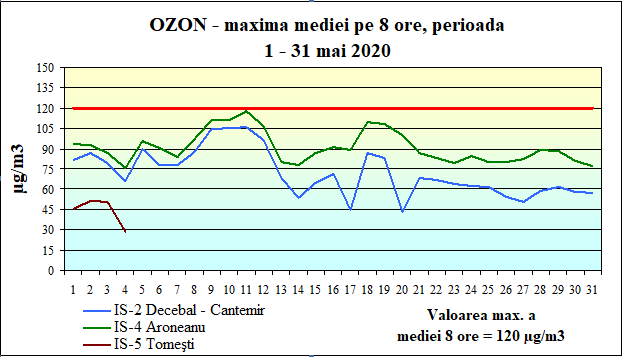 OZON - maxima mediei pe 8 ore, perioada
1 - 31 mai 2020
µg/m3
150
135
120
105
90
75
60
45
30
15
0
1 2 3 4 5 6 7 8 9 10 11 12 13 14 15 16 17 18 19 20 21 22 23 24 25 26 27 28 29 30 31
IS-2 Decebal - Cantemir
IS-4 Aroneanu
IS-5 Tomeşti
Valoarea max. a
mediei 8 ore = 120 µg/m3